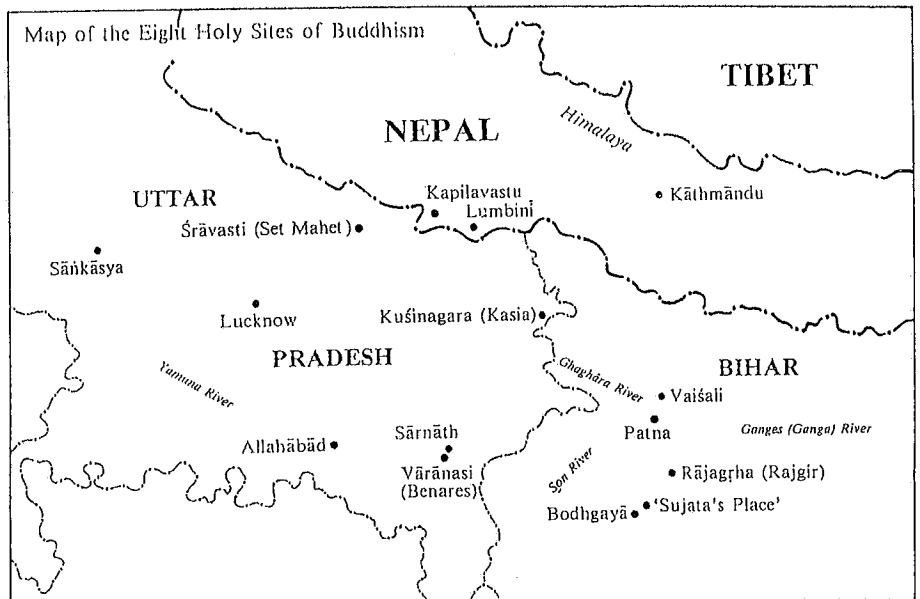 Map of the Eight Holy Sites of Buddhism
TIBET
NEPAL
Himalaya
UTTAR
Kapilavastu
Lumbini
Kāthmāndu
Śrāvasti (Set Mahet)
Sāṅkāsya
Lucknow
Kuśinagara (Kasia)
PRADESH
Yamuna River
Ghaghāra River
BIHAR
Vaiśali
Patna
Ganges (Ganga) River
Allahābād
Sārnāth
Vārānasi
(Benares)
Son River
Rājagṛha (Rajgir)
'Sujata's Place'
Bodhgayā